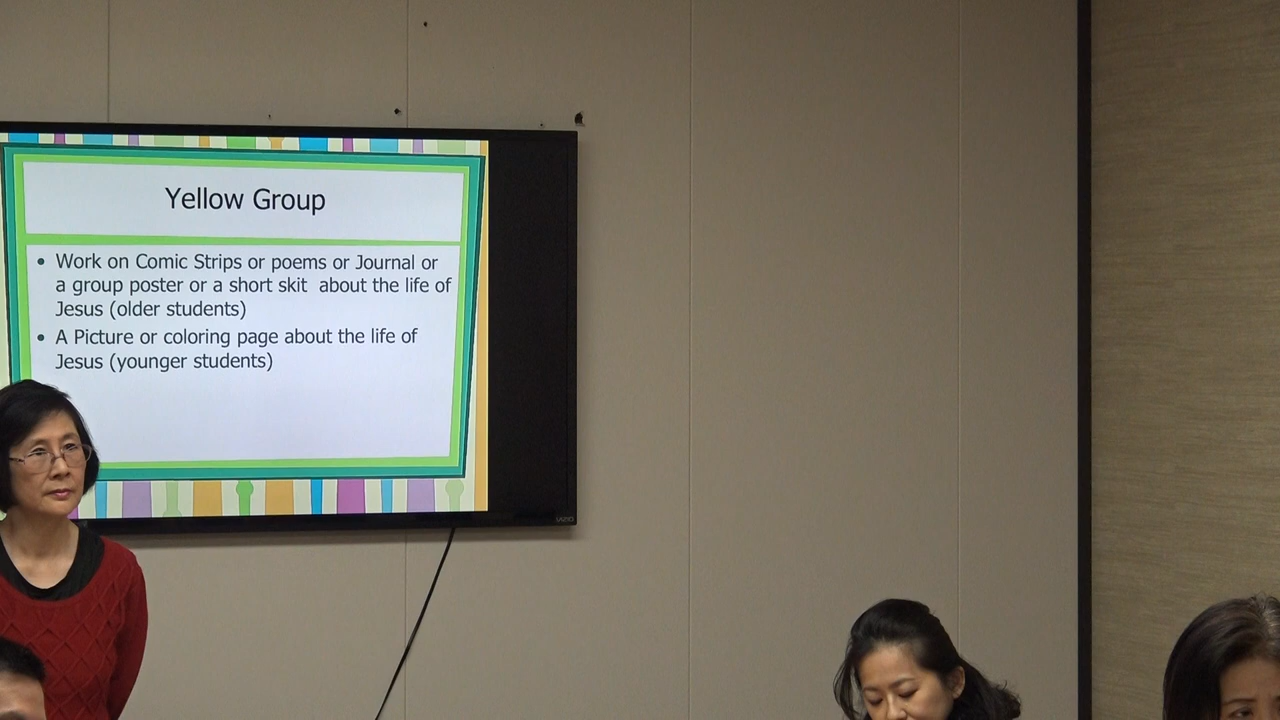 Yellow Group
• Work on Comic Strips or poems or Journal or
a group poster or a short skit about the life of
Jesus (older students)
• A Picture or coloring page about the life of
Jesus (younger students)